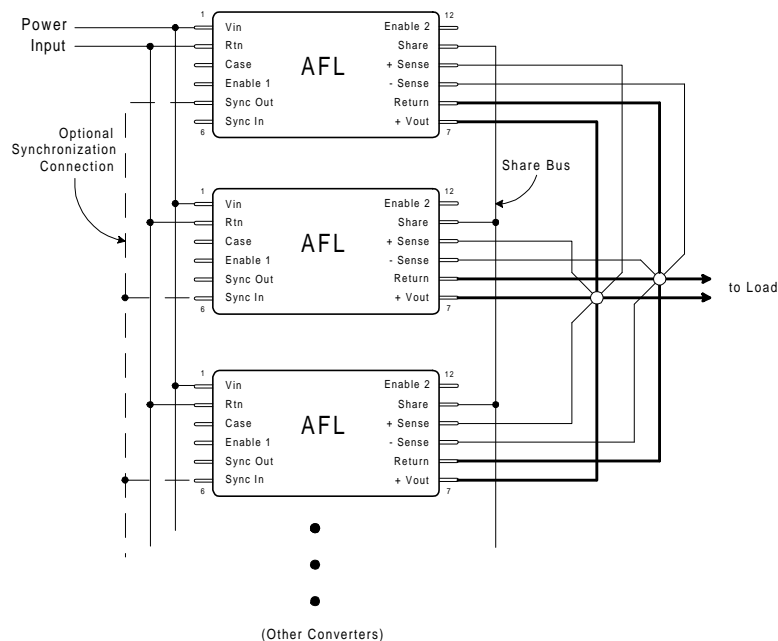 Power
Input
Optional
Synchronization
Connection
1
12
Vin
Rtn
Case
Enable 1
Sync Out
Sync In
AFL
Enable 2
Share
+ Sense
- Sense
Return
+ Vout
6
7
Share Bus
1
12
Vin
Rtn
Case
Enable 1
Sync Out
Sync In
AFL
Enable 2
Share
+ Sense
- Sense
Return
+ Vout
6
7
to Load
1
12
Vin
Rtn
Case
Enable 1
Sync Out
Sync In
AFL
Enable 2
Share
+ Sense
- Sense
Return
+ Vout
6
7
(Other Converters)